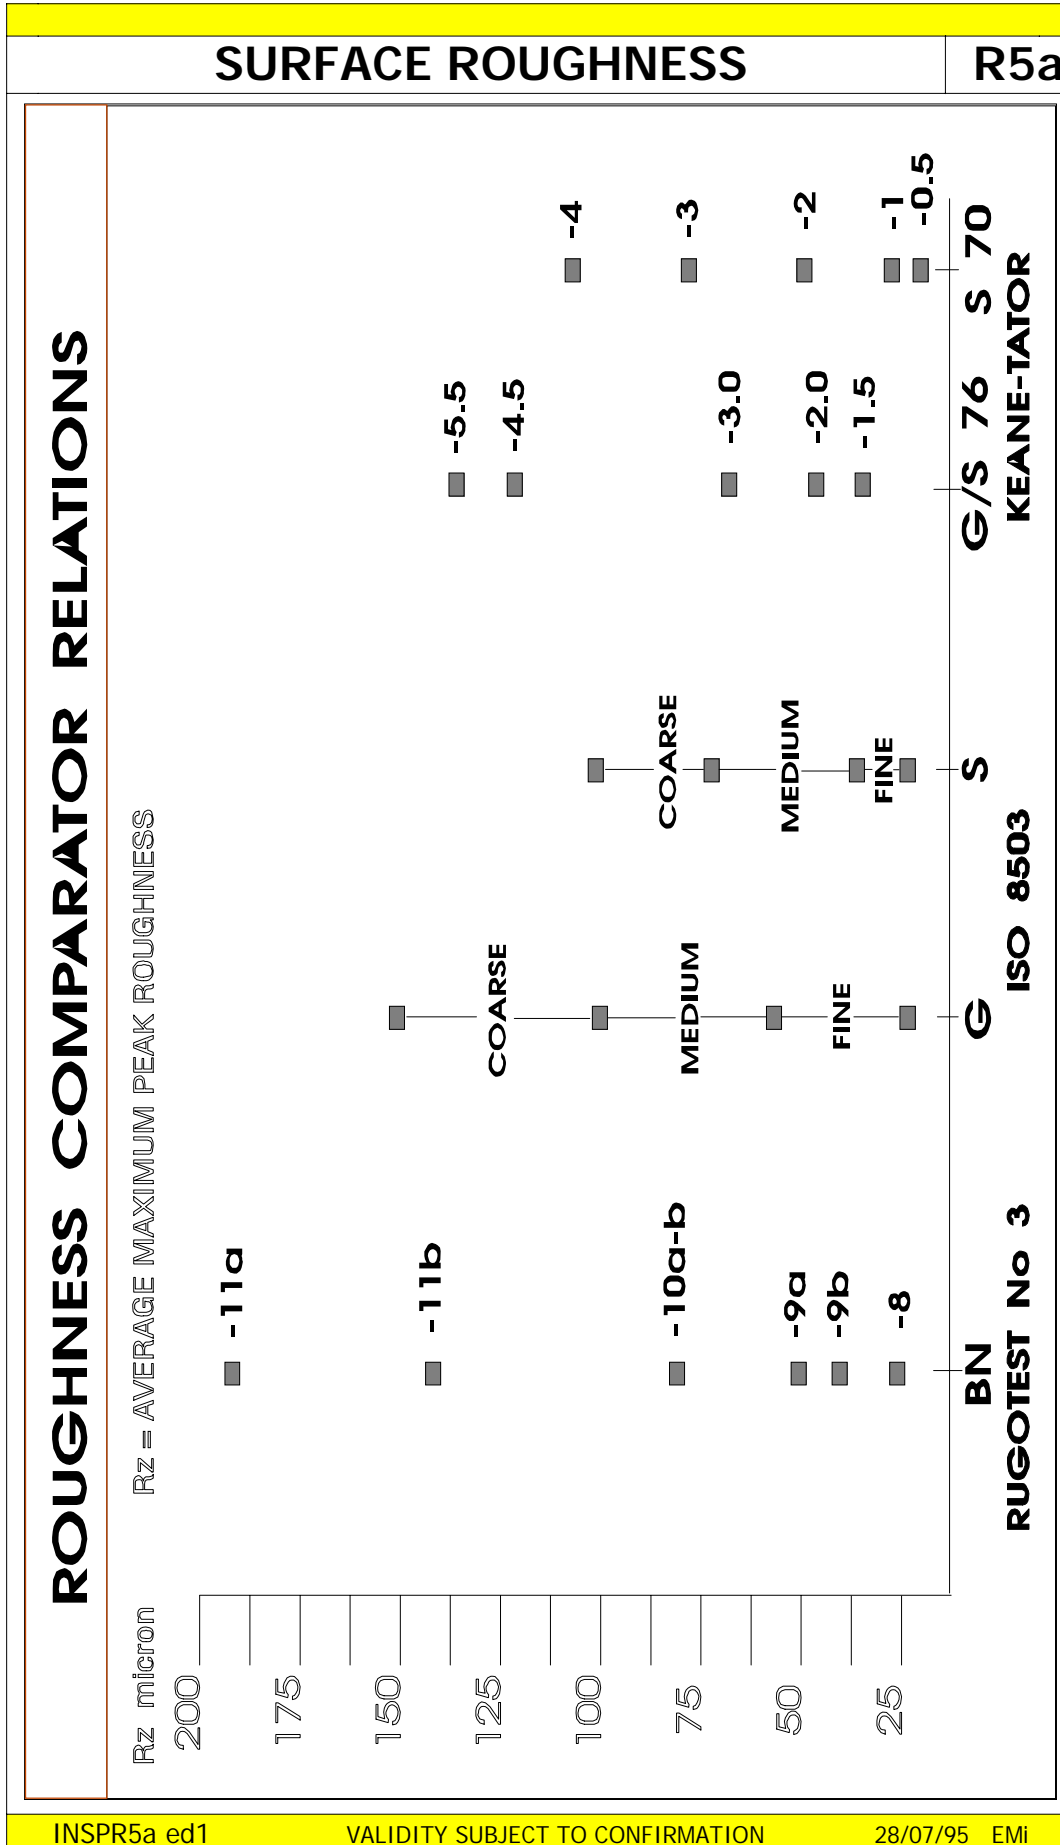 SURFACE ROUGHNESS
R5a
ROUGHNESS COMPARATOR RELATIONS
Rz micron
Rz = AVERAGE MAXIMUM PEAK ROUGHNESS
200
175
150
125
100
75
50
25
-11a
-11b
-10a-b
-9a
-9b
-8
BN
RUGOTEST No 3
COARSE
MEDIUM
FINE
G
COARSE
MEDIUM
FINE
S
ISO 8503
-5.5
-4.5
-3.0
-2.0
-1.5
G/S 76
-4
-3
-2
-1
-0.5
S 70
KEANE-TATOR
INSPR5a ed1
VALIDITY SUBJECT TO CONFIRMATION
28/07/95 EMi